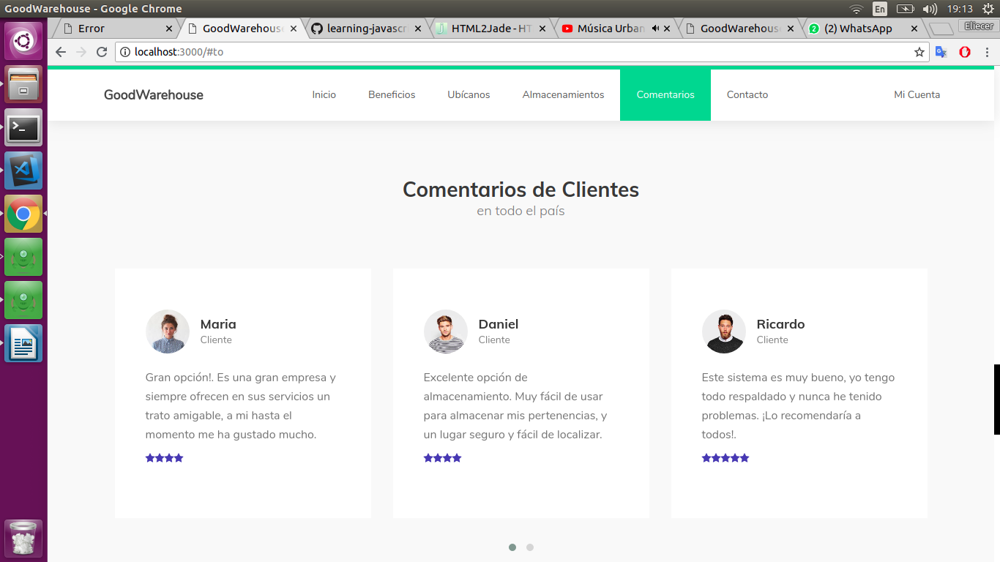 GoodWarehouse - Google Chrome
En
19:13
Error
GoodWarehouse
learning-javascr
HTML2Jade - HT
Música Urban
GoodWarehouse
(2) WhatsApp
Eliecer
localhost:3000/#to
GoodWarehouse
Inicio
Beneficios
Ubícanos
Almacenamientos
Comentarios
Contacto
Mi Cuenta
Comentarios de Clientes
en todo el país
Maria
Cliente
Gran opción!. Es una gran empresa y
siempre ofrecen en sus servicios un
trato amigable, a mi hasta el
momento me ha gustado mucho.
Daniel
Cliente
Excelente opción de
almacenamiento. Muy fácil de usar
para almacenar mis pertenencias, y
un lugar seguro y fácil de localizar.
Ricardo
Cliente
Este sistema es muy bueno, yo tengo
todo respaldado y nunca he tenido
problemas. ¡Lo recomendaría a
todos!.